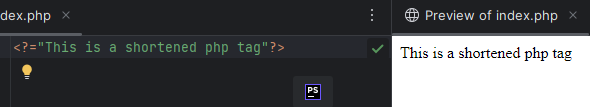 dex.php
Preview of index.php
<?="This is a shortened php tag"?>
This is a shortened php tag
PS